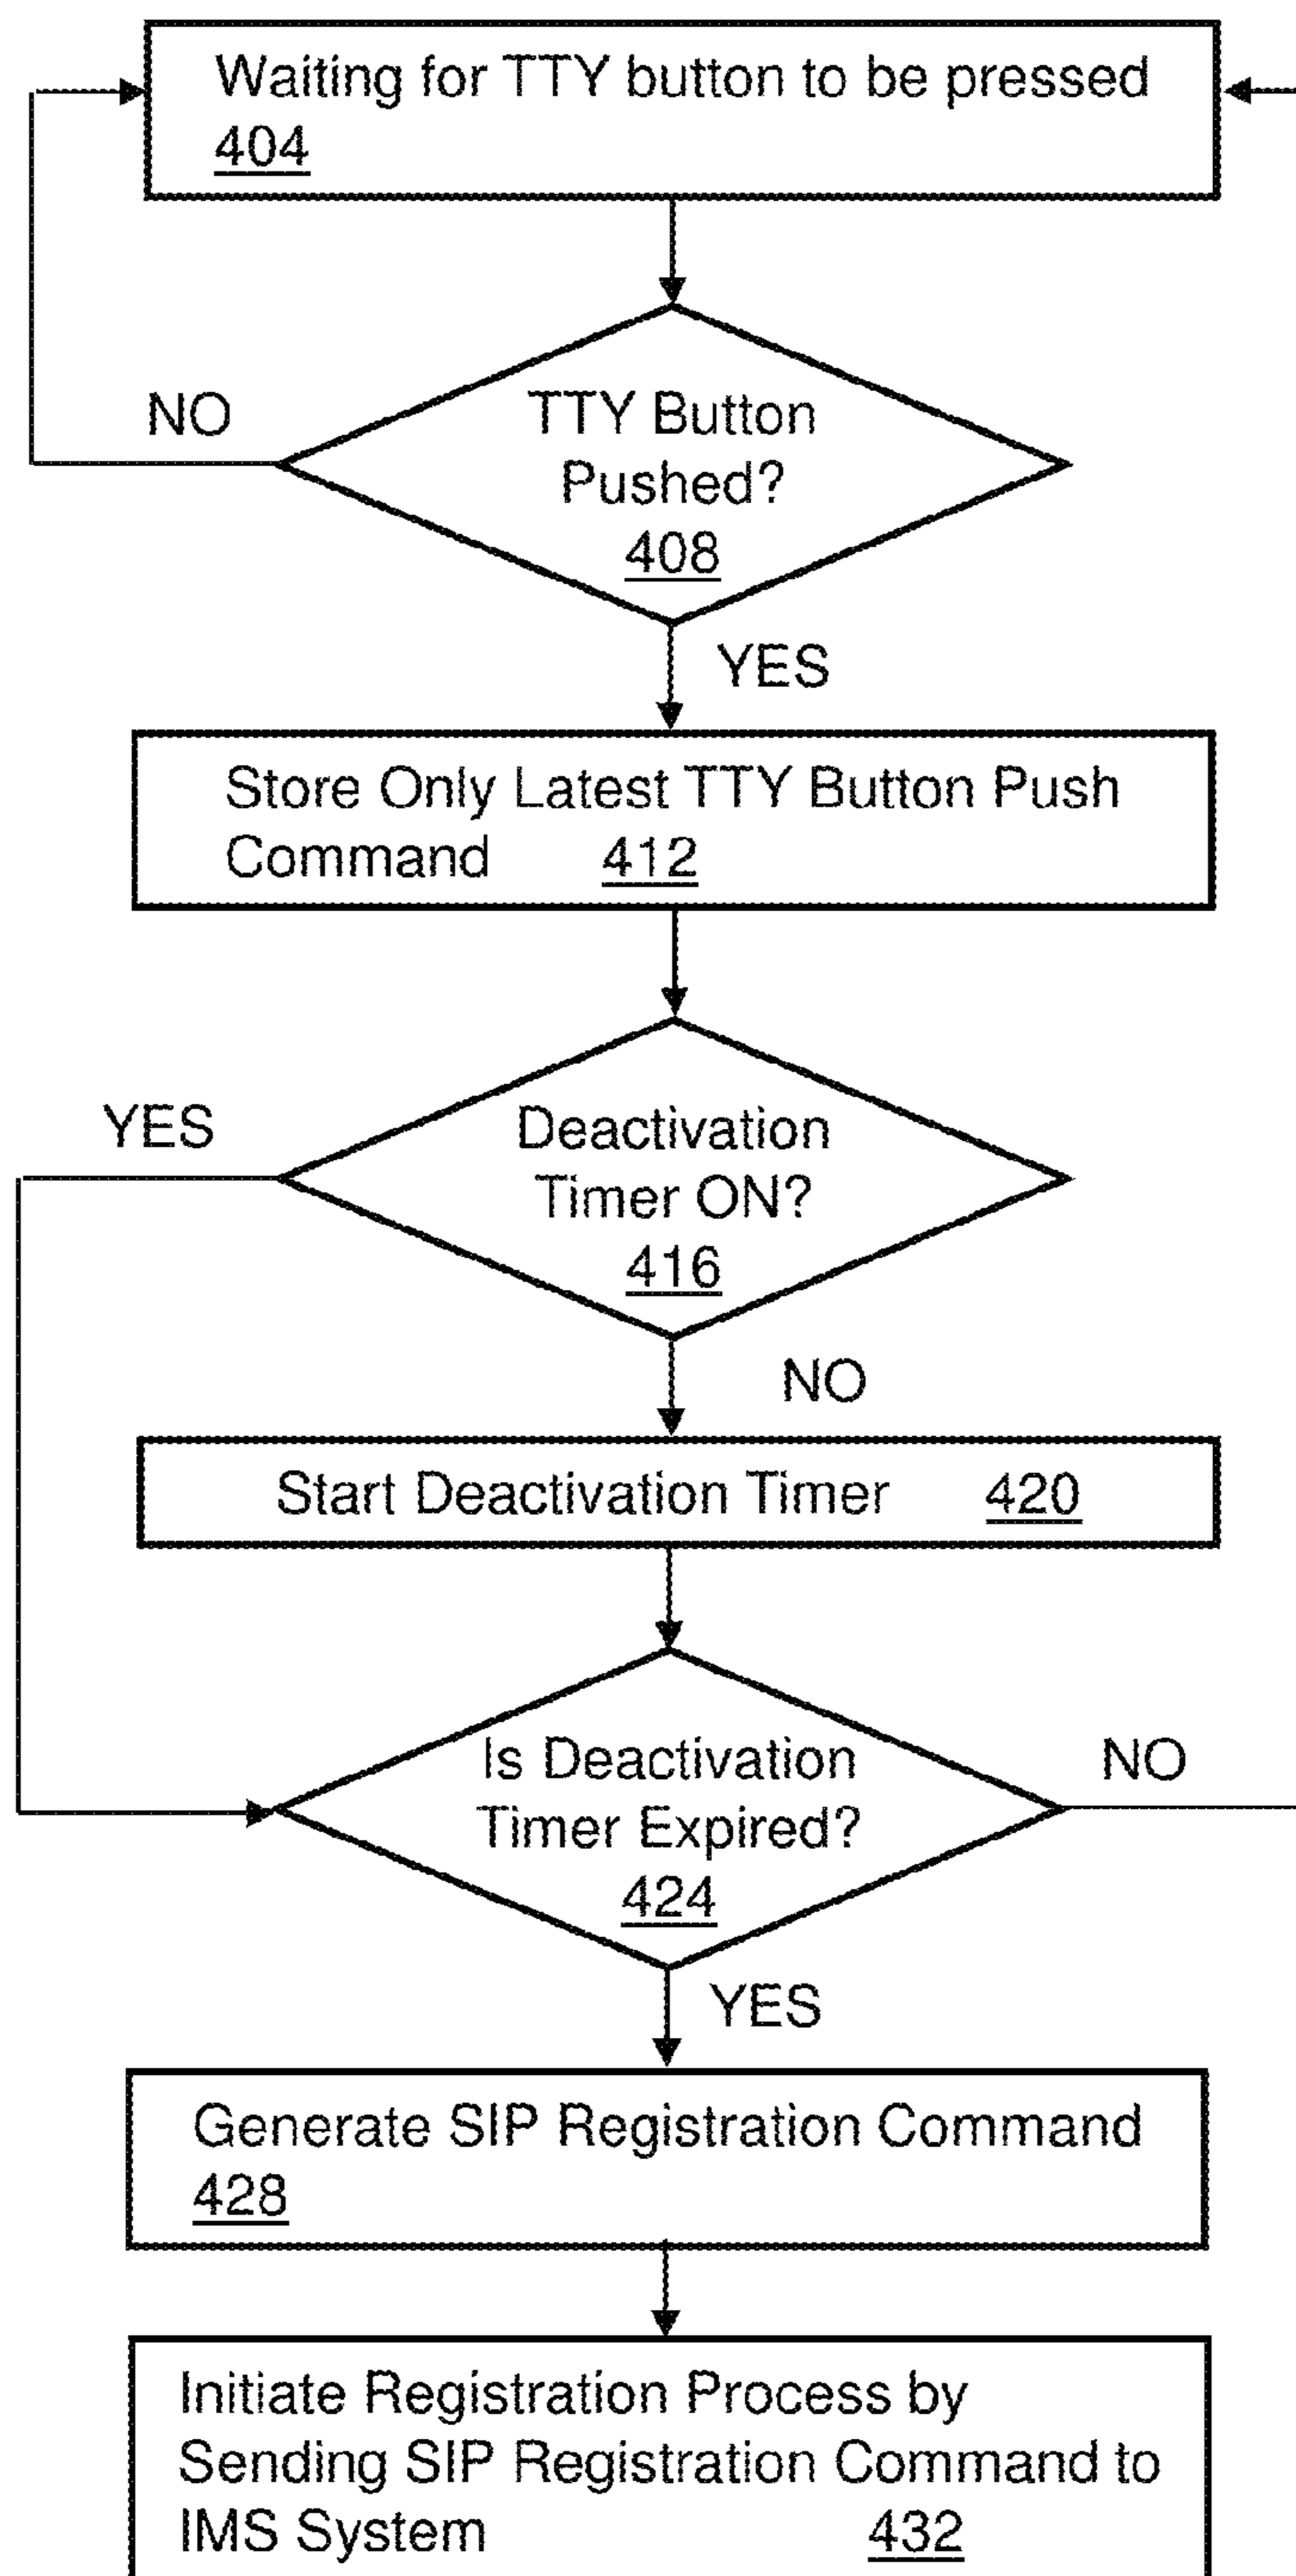 Waiting for TTY button to be pressed
404
NO
TTY Button
Pushed?
408
YES
Store Only Latest TTY Button Push
Command 412
YES
Deactivation
Timer ON?
416
NO
Start Deactivation Timer 420
Is Deactivation
Timer Expired?
424
NO
YES
Generate SIP Registration Command
428
Initiate Registration Process by
Sending SIP Registration Command to
IMS System 432